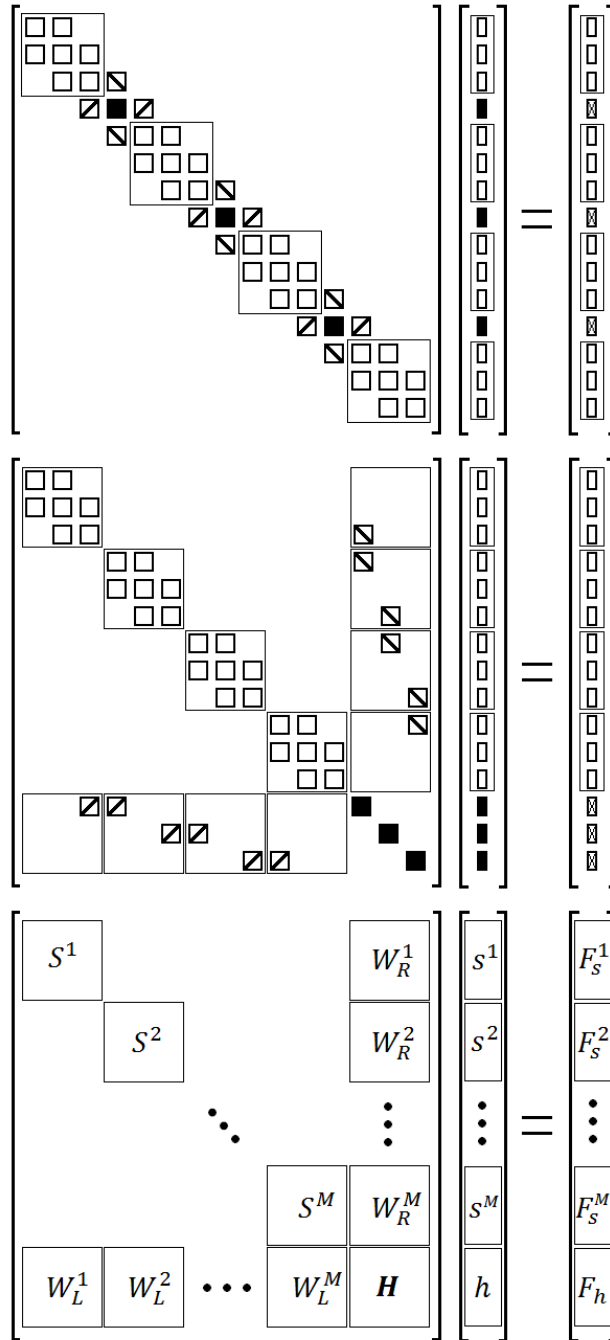 S^1 W_R^1 s^1 F_s^1
S^2 W_R^2 s^2 F_s^2
S^M W_R^M s^M F_s^M
=
W_L^1 W_L^2 ... W_L^M H h F_h